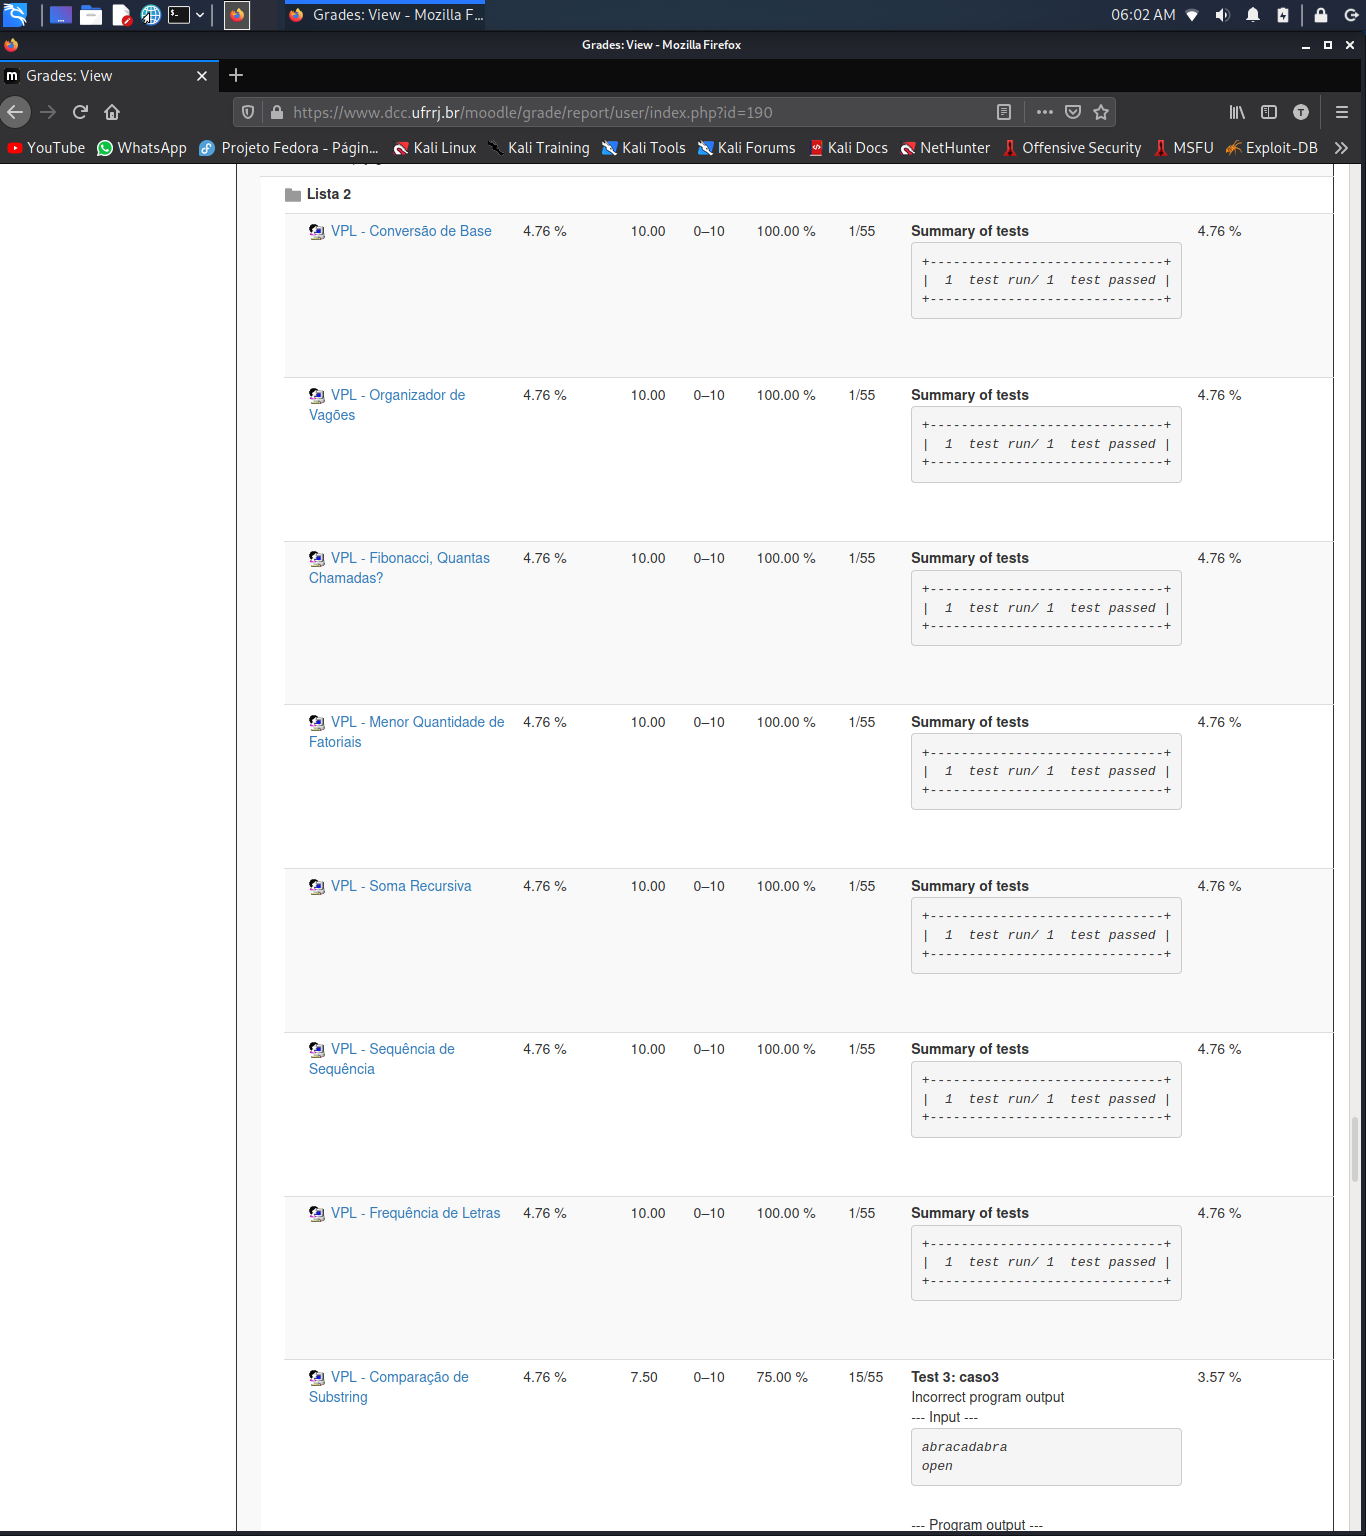 Grades: View - Mozilla F...
06:02 AM
Grades: View - Mozilla Firefox
Grades: View
https://www.dcc.ufrrj.br/moodle/grade/report/user/index.php?id=190
YouTube WhatsApp Projeto Fedora - Págin... Kali Linux Kali Training Kali Tools Kali Forums Kali Docs NetHunter Offensive Security MSFU Exploit-DB
Lista 2
VPL - Conversão de Base 4.76 % 10.00 0–10 100.00 % 1/55 Summary of tests 4.76 %
+------------------------------+
| 1 test run/ 1 test passed |
+------------------------------+
VPL - Organizador de 4.76 % 10.00 0–10 100.00 % 1/55 Summary of tests 4.76 %
Vagões
+------------------------------+
| 1 test run/ 1 test passed |
+------------------------------+
VPL - Fibonacci, Quantas 4.76 % 10.00 0–10 100.00 % 1/55 Summary of tests 4.76 %
Chamadas?
+------------------------------+
| 1 test run/ 1 test passed |
+------------------------------+
VPL - Menor Quantidade de 4.76 % 10.00 0–10 100.00 % 1/55 Summary of tests 4.76 %
Fatoriais
+------------------------------+
| 1 test run/ 1 test passed |
+------------------------------+
VPL - Soma Recursiva 4.76 % 10.00 0–10 100.00 % 1/55 Summary of tests 4.76 %
+------------------------------+
| 1 test run/ 1 test passed |
+------------------------------+
VPL - Sequência de 4.76 % 10.00 0–10 100.00 % 1/55 Summary of tests 4.76 %
Sequência
+------------------------------+
| 1 test run/ 1 test passed |
+------------------------------+
VPL - Frequência de Letras 4.76 % 10.00 0–10 100.00 % 1/55 Summary of tests 4.76 %
+------------------------------+
| 1 test run/ 1 test passed |
+------------------------------+
VPL - Comparação de 4.76 % 7.50 0–10 75.00 % 15/55 Test 3: caso3 3.57 %
Substring Incorrect program output
--- Input ---
abracadabra
open
--- Program output ---